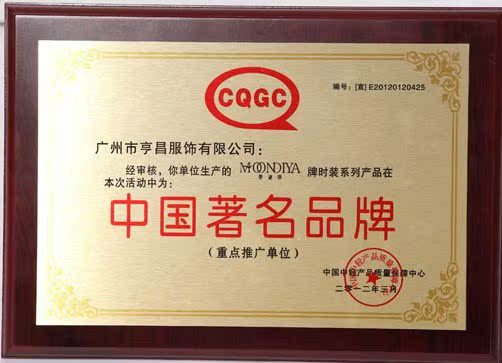 CQGC
编号：[宣] E20120120425
广州市亨昌服饰有限公司：
经审核，你单位生产的 MOONDIYA 牌时装系列产品在
本次活动中为：
中国著名品牌
（重点推广单位）
中国中轻产品质量保障中心
二零一二年三月